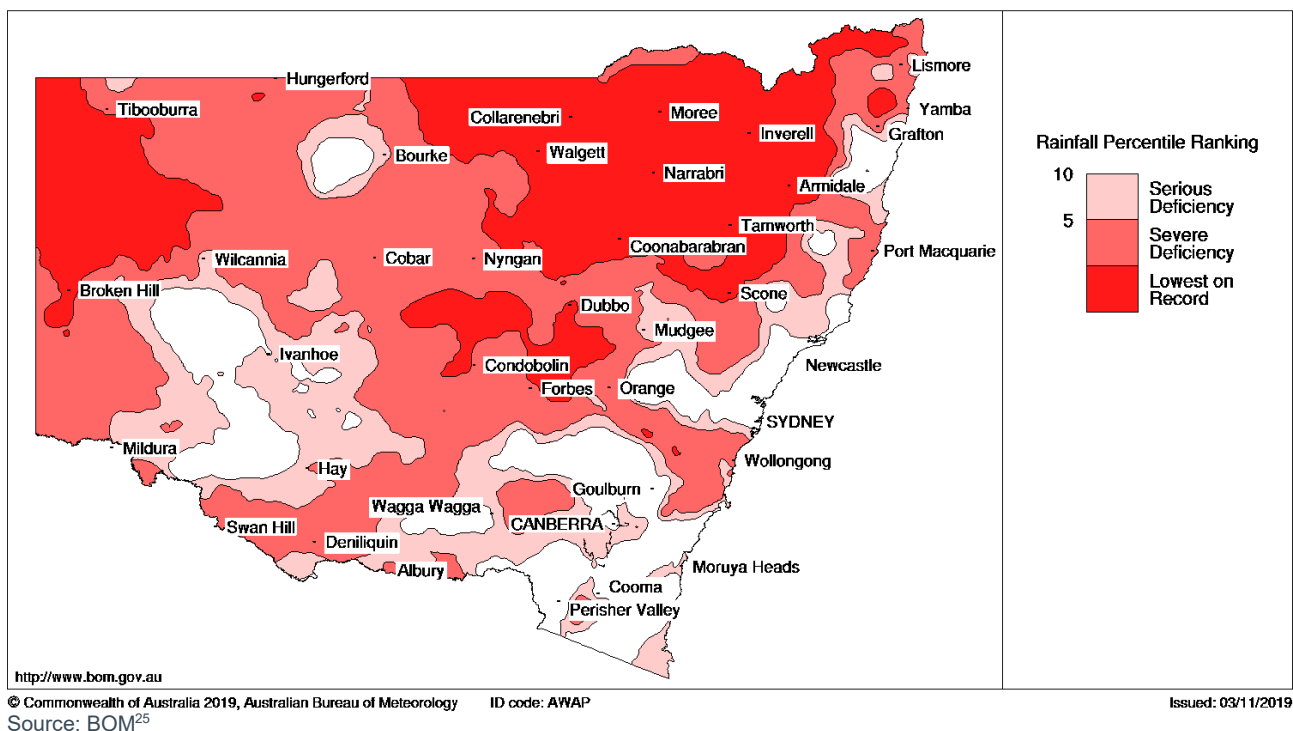 Hungerford
Lismore
Tibooburra
Yamba
Collarenebri
Moree
Inverell
Grafton
Bourke
Walgett
Narrabri
Armidale
Tamworth
Coonabarabran
Port Macquarie
Wilcannia
Cobar
Nyngan
Broken Hill
Scone
Dubbo
Mudgee
Ivanhoe
Newcastle
Condobolin
Forbes
Orange
SYDNEY
Mildura
Wollongong
Hay
Goulburn
Wagga Wagga
Swan Hill
CANBERRA
Deniliquin
Albury
Moruya Heads
Cooma
Perisher Valley
Rainfall Percentile Ranking
10
Serious
Deficiency
5
Severe
Deficiency
Lowest on
Record
http://www.bom.gov.au
© Commonwealth of Australia 2019, Australian Bureau of Meteorology ID code: AWAP Issued: 03/11/2019
Source: BOM25